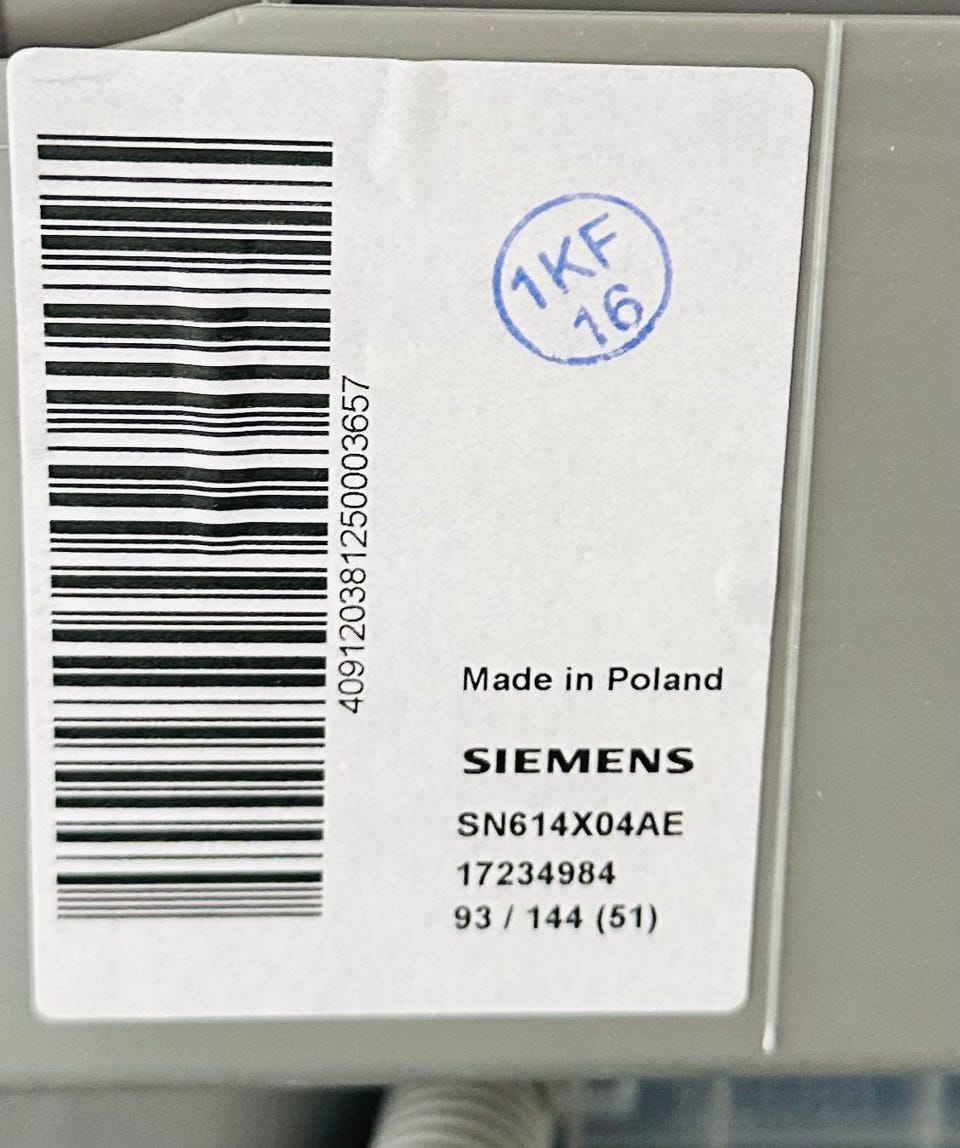 409120381250003657
1KF
16
Made in Poland
SIEMENS
SN614X04AE
17234984
93 / 144 (51)